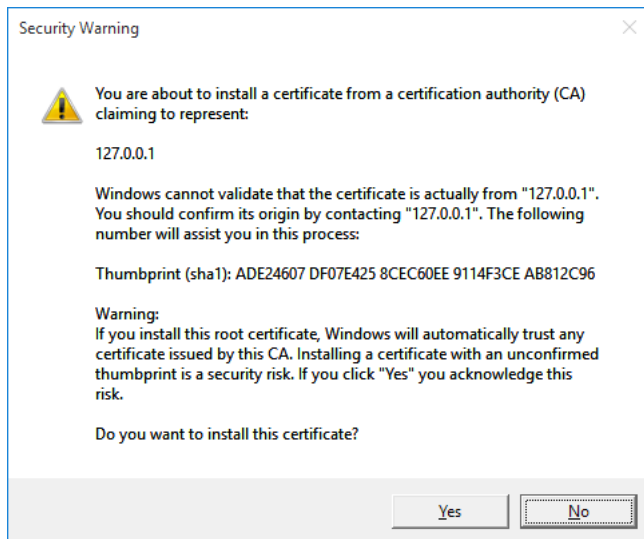 Security Warning
You are about to install a certificate from a certification authority (CA)
claiming to represent:
127.0.0.1
Windows cannot validate that the certificate is actually from "127.0.0.1".
You should confirm its origin by contacting "127.0.0.1". The following
number will assist you in this process:
Thumbprint (sha1): ADE24607 DF07E425 8CEC60EE 9114F3CE AB812C96
Warning:
If you install this root certificate, Windows will automatically trust any
certificate issued by this CA. Installing a certificate with an unconfirmed
thumbprint is a security risk. If you click "Yes" you acknowledge this
risk.
Do you want to install this certificate?
Yes
No